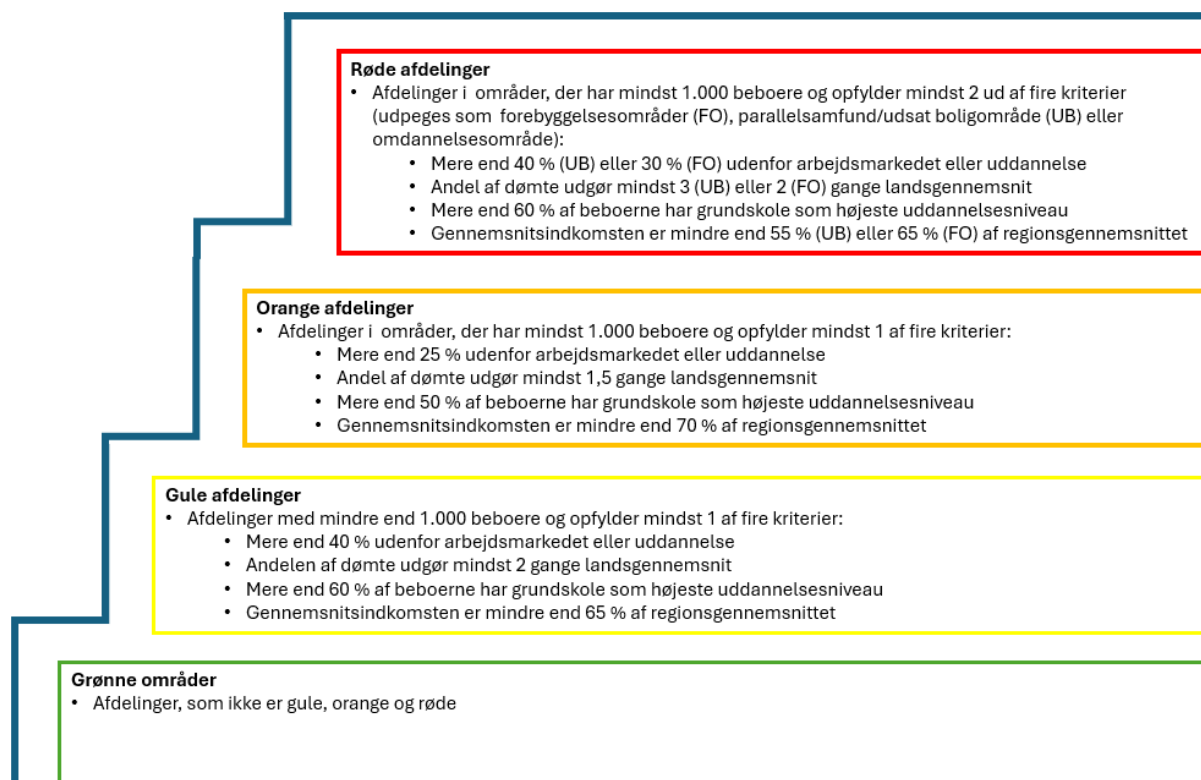 Røde afdelinger
• Afdelinger i  områder, der har mindst 1.000 beboere og opfylder mindst 2 ud af fire kriterier
(udpeges som  forebyggelsesområder (FO), parallelsamfund/udsat boligområde (UB) eller
omdannelsesområde):
• Mere end 40 % (UB) eller 30 % (FO) udenfor arbejdsmarkedet eller uddannelse
• Andel af dømte udgør mindst 3 (UB) eller 2 (FO) gange landsgennemsnit
• Mere end 60 % af beboerne har grundskole som højeste uddannelsesniveau
• Gennemsnitsindkomsten er mindre end 55 % (UB) eller 65 % (FO) af regionsgennemsnittet
Orange afdelinger
• Afdelinger i  områder, der har mindst 1.000 beboere og opfylder mindst 1 af fire kriterier:
• Mere end 25 % udenfor arbejdsmarkedet eller uddannelse
• Andel af dømte udgør mindst 1,5 gange landsgennemsnit
• Mere end 50 % af beboerne har grundskole som højeste uddannelsesniveau
• Gennemsnitsindkomsten er mindre end 70 % af regionsgennemsnittet
Gule afdelinger
• Afdelinger med mindre end 1.000 beboere og opfylder mindst 1 af fire kriterier:
• Mere end 40 % udenfor arbejdsmarkedet eller uddannelse
• Andelen af dømte udgør mindst 2 gange landsgennemsnit
• Mere end 60 % af beboerne har grundskole som højeste uddannelsesniveau
• Gennemsnitsindkomsten er mindre end 65 % af regionsgennemsnittet
Grønne områder
• Afdelinger, som ikke er gule, orange og røde